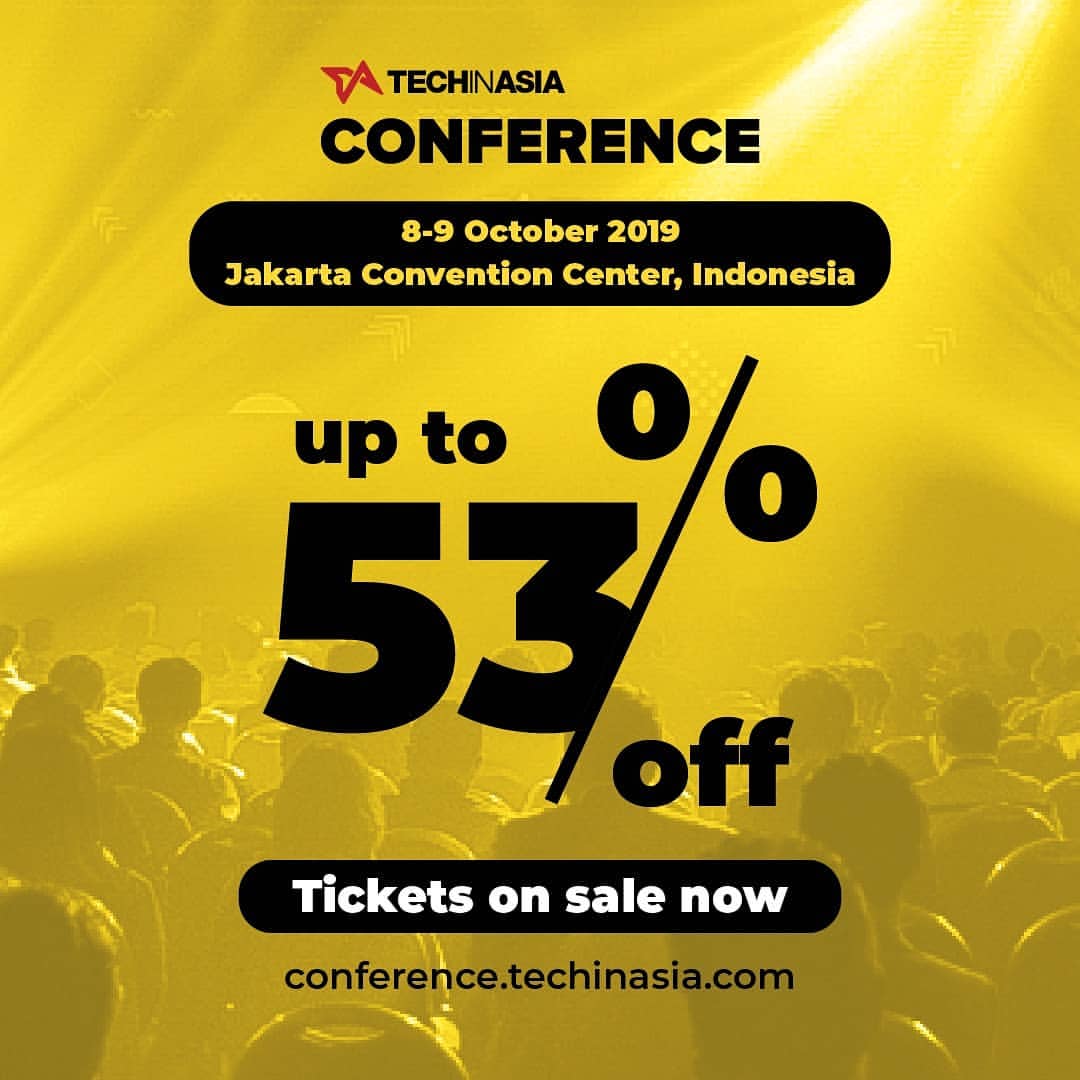 TECHINASIA
CONFERENCE
8-9 October 2019
Jakarta Convention Center, Indonesia
up to
53%
off
Tickets on sale now
conference.techinasia.com